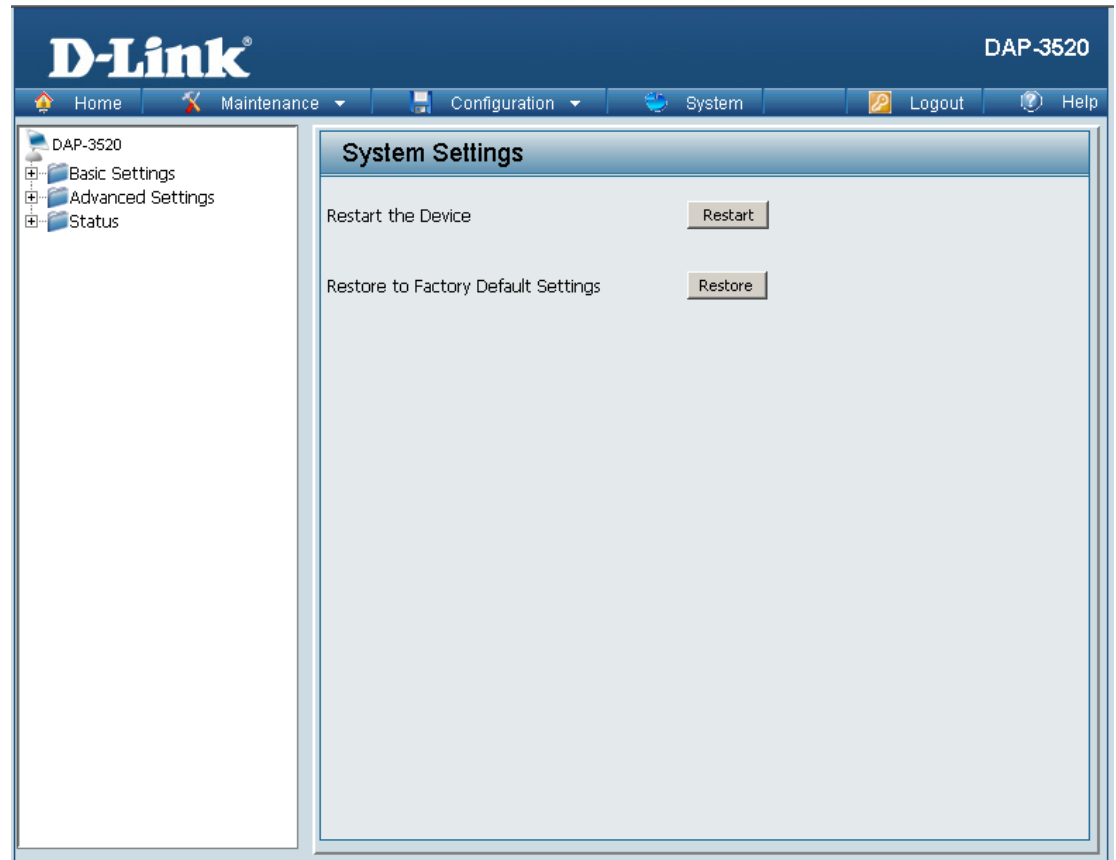 D-Link®
DAP-3520
Home Maintenance Configuration System Logout Help
DAP-3520
Basic Settings
Advanced Settings
Status
System Settings
Restart the Device Restart
Restore to Factory Default Settings Restore